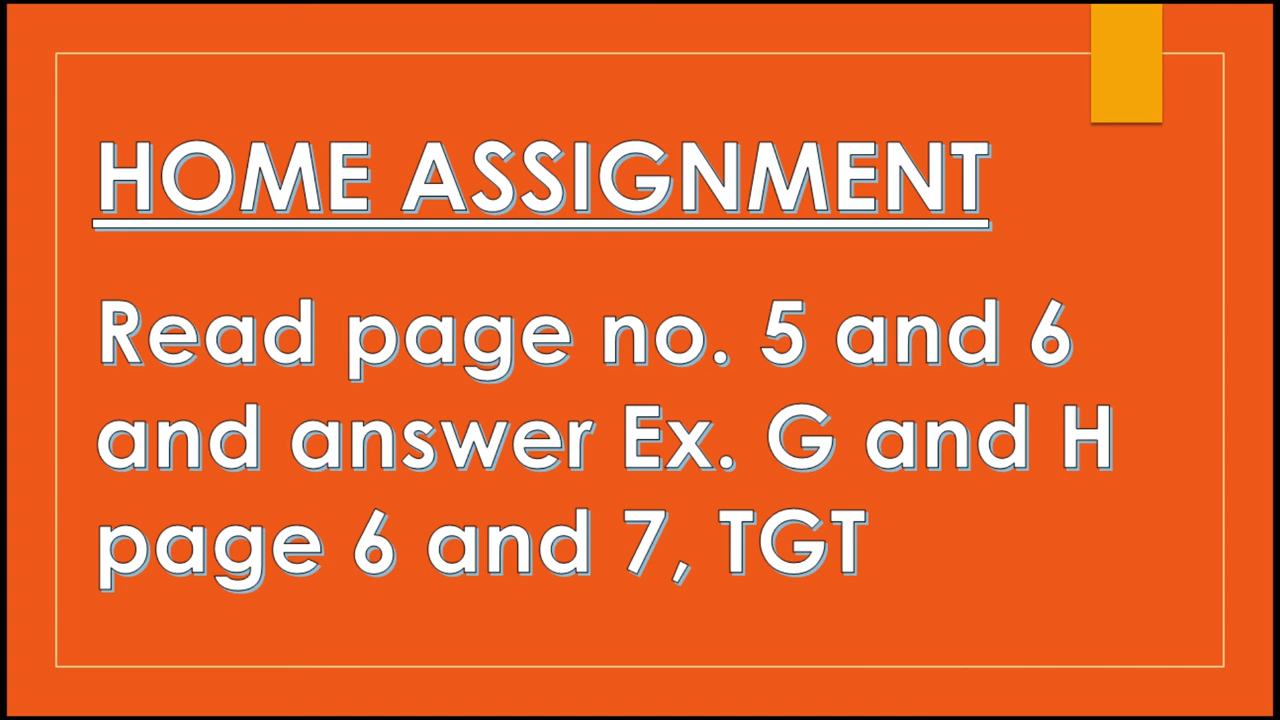 HOME ASSIGNMENT
Read page no. 5 and 6
and answer Ex. G and H
page 6 and 7, TGT